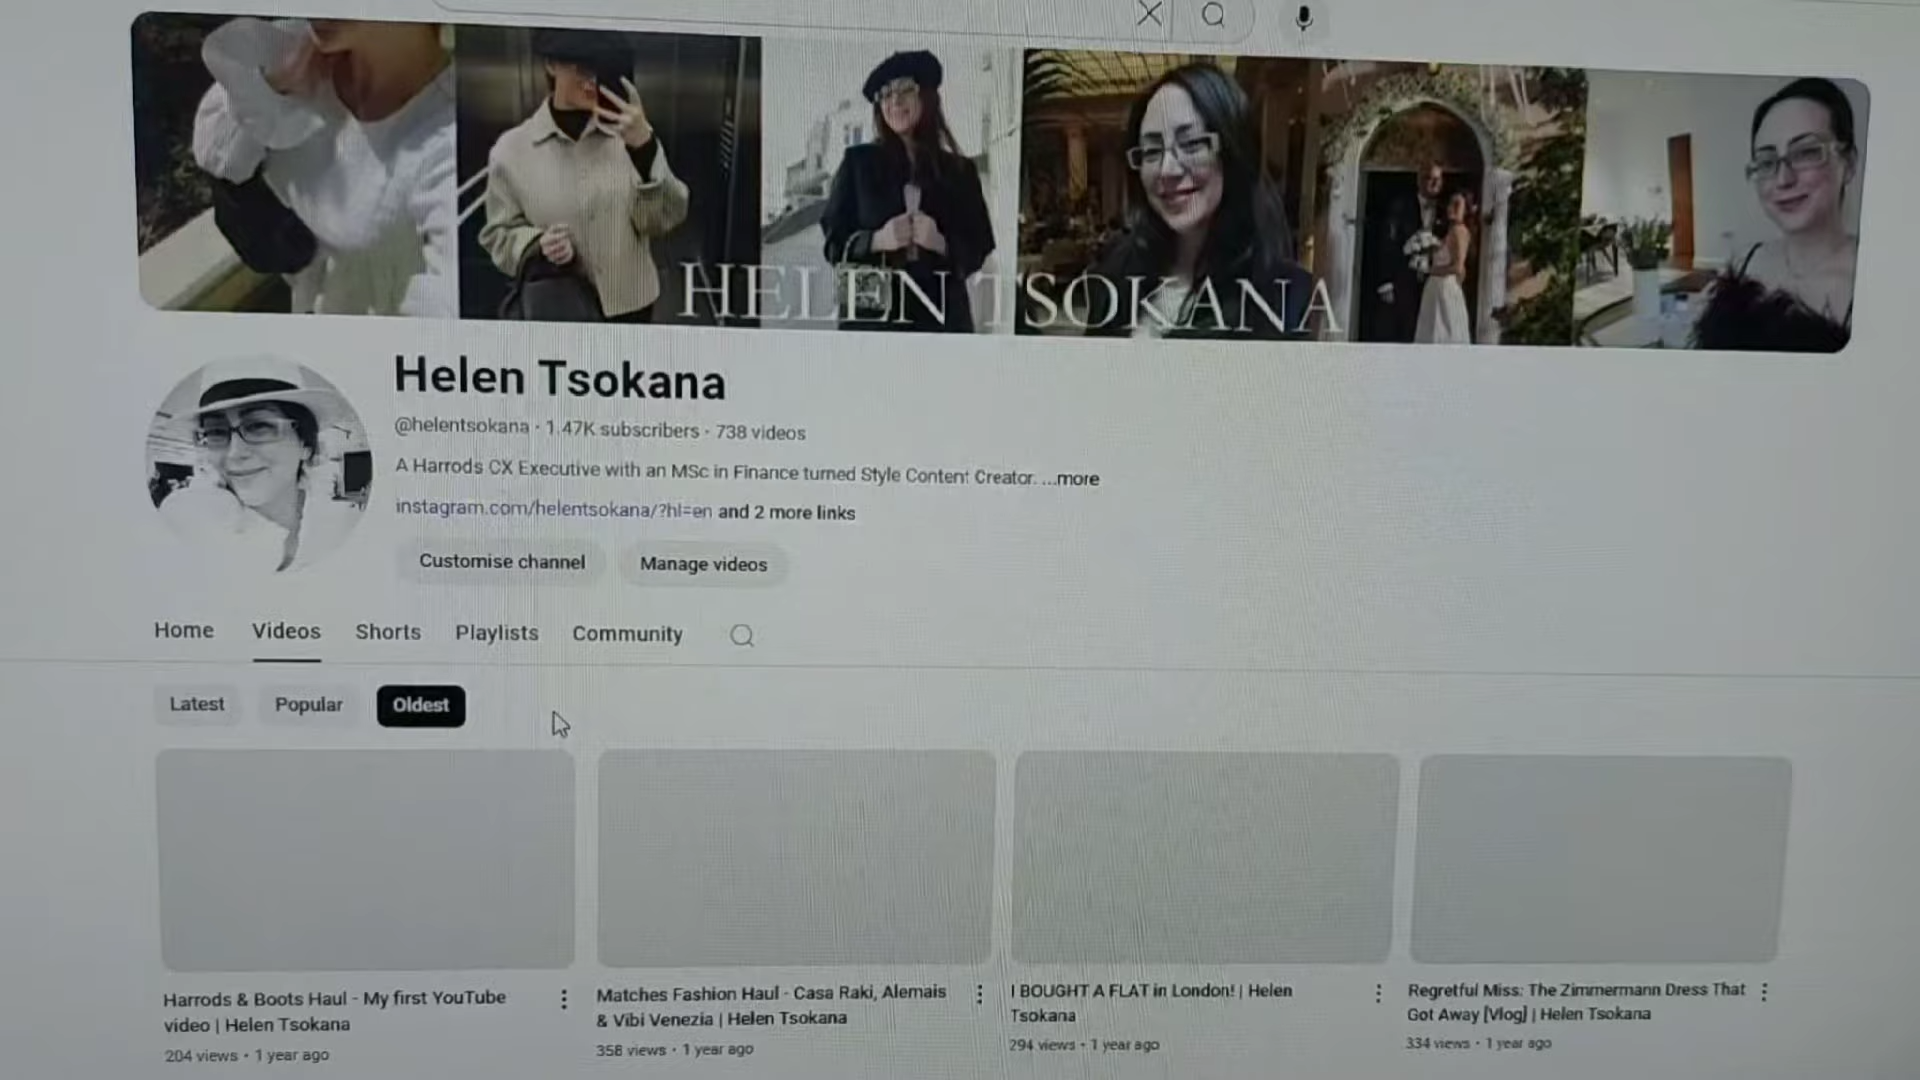 HELEN TSOKANA
Helen Tsokana
@helentsokana · 1.47K subscribers · 738 videos
A Harrods CX Executive with an MSc in Finance turned Style Content Creator. ...more
instagram.com/helentsokana/?hl=en and 2 more links
Customise channel Manage videos
Home Videos Shorts Playlists Community
Latest Popular Oldest
Harrods & Boots Haul - My first YouTube
video | Helen Tsokana
204 views · 1 year ago
Matches Fashion Haul - Casa Raki, Alemais
& Vibi Venezia | Helen Tsokana
358 views · 1 year ago
I BOUGHT A FLAT in London! | Helen
Tsokana
294 views · 1 year ago
Regretful Miss: The Zimmermann Dress That
Got Away [Vlog] | Helen Tsokana
334 views · 1 year ago